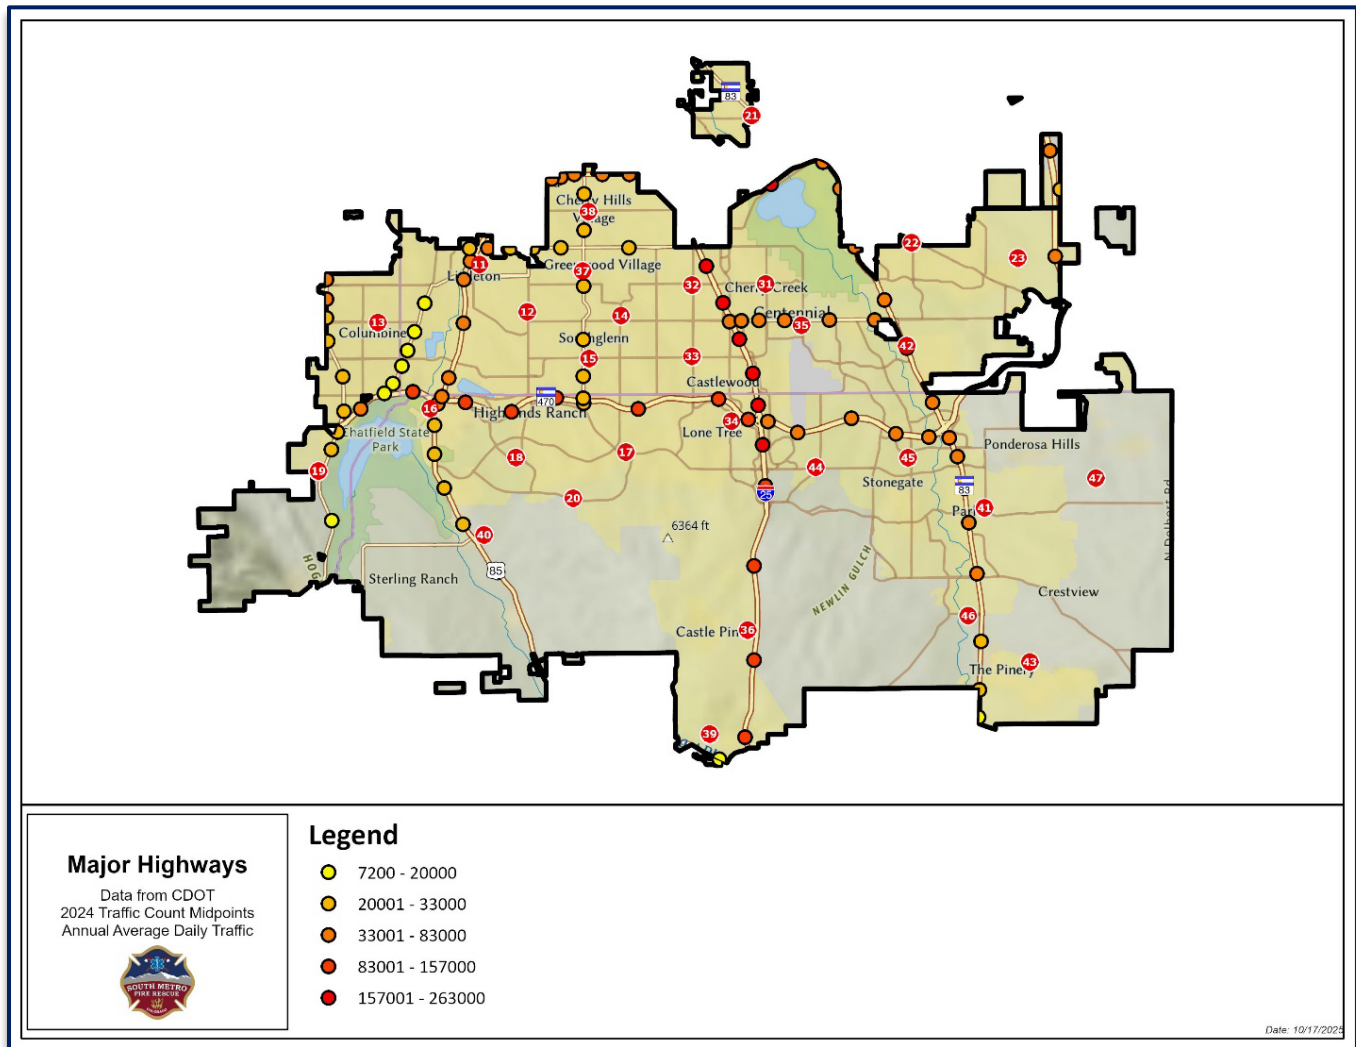 83
21
Cherry Hills
Village
38
22
23
11
Littleton
Greenwood Village
37
32
31
Cherry Creek
12
14
Centennial
35
13
Columbine
Southglenn
15
33
42
Castlewood
470
16
Highlands Ranch
34
Lone Tree
Chatfield State
Park
Ponderosa Hills
17
18
45
19
44
47
Stonegate
83
20
25
41
Par
6364 ft
40
85
HOG
Sterling Ranch
NEWLIN GULCH
Crestview
46
Castle Pin
36
43
The Pinery
39
Major Highways
Data from CDOT
2024 Traffic Count Midpoints
Annual Average Daily Traffic
SOUTH METRO
FIRE RESCUE
COLORADO
Legend
7200 - 20000
20001 - 33000
33001 - 83000
83001 - 157000
157001 - 263000
Date: 10/17/2025